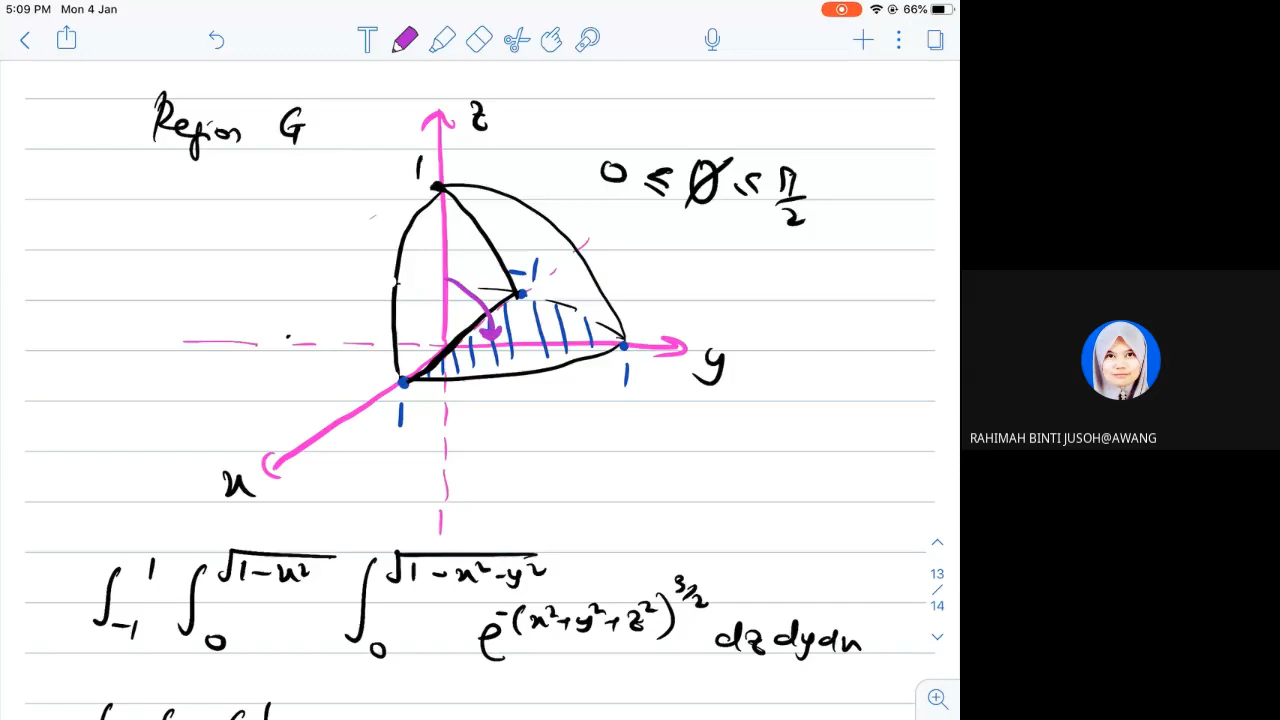 5:09 PM Mon 4 Jan 66%
Region G
z
1
0 ≤ Ø ≤ π/2
-1
y
1
1
x
∫_{-1}^{1} ∫_{0}^{√(1-x²)} ∫_{0}^{√(1-x²-y²)} e^{-(x²+y²+z²)^{3/2}} dz dy dx
13
/
14
RAHIMAH BINTI JUSOH@AWANG